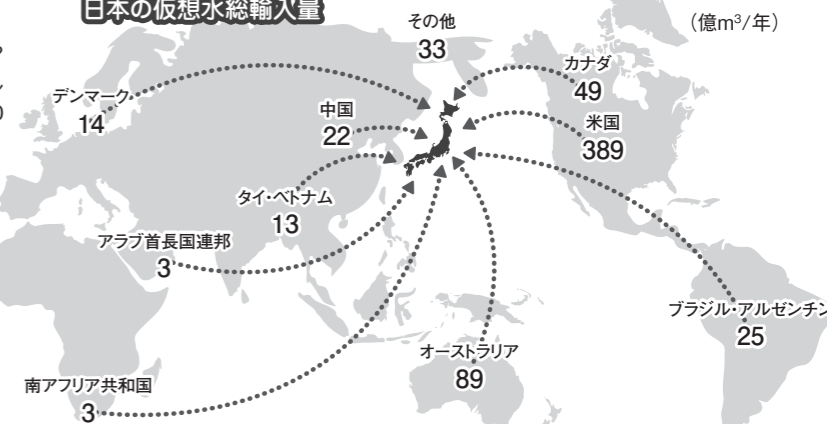 日本の仮想水総輸入量
(億m³/年)
その他
33
カナダ
49
米国
389
デンマーク
14
中国
22
タイ・ベトナム
13
アラブ首長国連邦
3
ブラジル・アルゼンチン
25
オーストラリア
89
南アフリア共和国
3